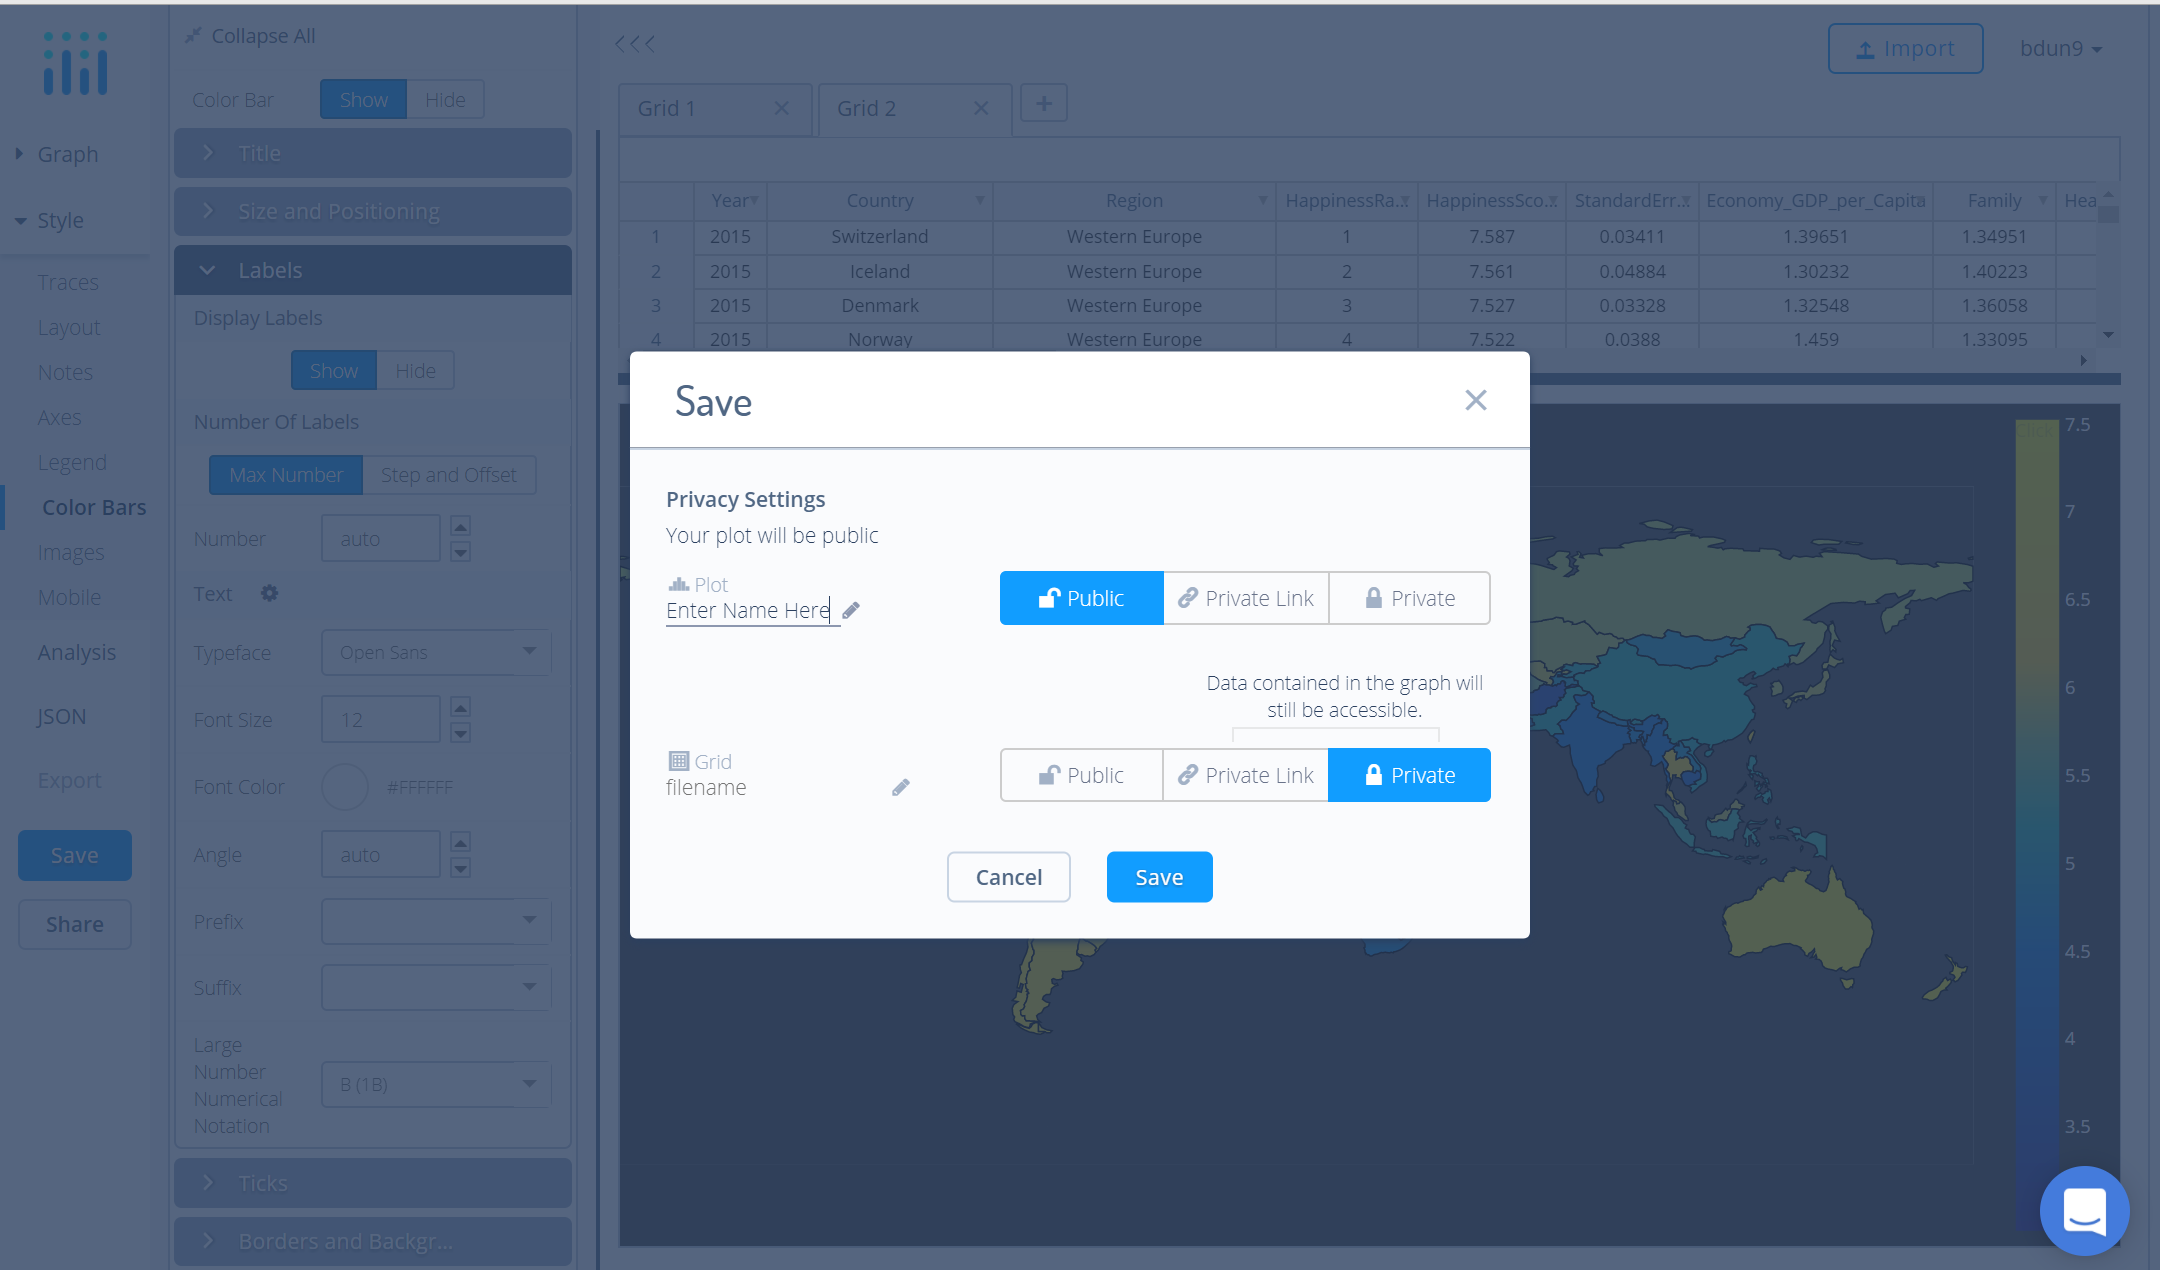 Collapse All
Color Bar Show Hide
Title
Size and Positioning
Labels
Display Labels
Show Hide
Number Of Labels
Max Number Step and Offset
Number auto
Text
Typeface Open Sans
Font Size 12
Font Color #FFFFFF
Angle auto
Prefix
Suffix
Large
Number
Numerical
Notation
B (1B)
Ticks
Borders and Backgr...
Graph
Style
Traces
Layout
Notes
Axes
Legend
Color Bars
Images
Mobile
Analysis
JSON
Export
Save
Share
Import bdun9
Grid 1 Grid 2
Year Country Region HappinessRa... HappinessSco... StandardErr... Economy_GDP_per_Capita Family Hea
1 2015 Switzerland Western Europe 1 7.587 0.03411 1.39651 1.34951
2 2015 Iceland Western Europe 2 7.561 0.04884 1.30232 1.40223
3 2015 Denmark Western Europe 3 7.527 0.03328 1.32548 1.36058
4 2015 Norway Western Europe 4 7.522 0.0388 1.459 1.33095
Save
Privacy Settings
Your plot will be public
Plot
Enter Name Here
Public Private Link Private
Data contained in the graph will
still be accessible.
Grid
filename
Public Private Link Private
Cancel Save
7.5
7
6.5
6
5.5
5
4.5
4
3.5